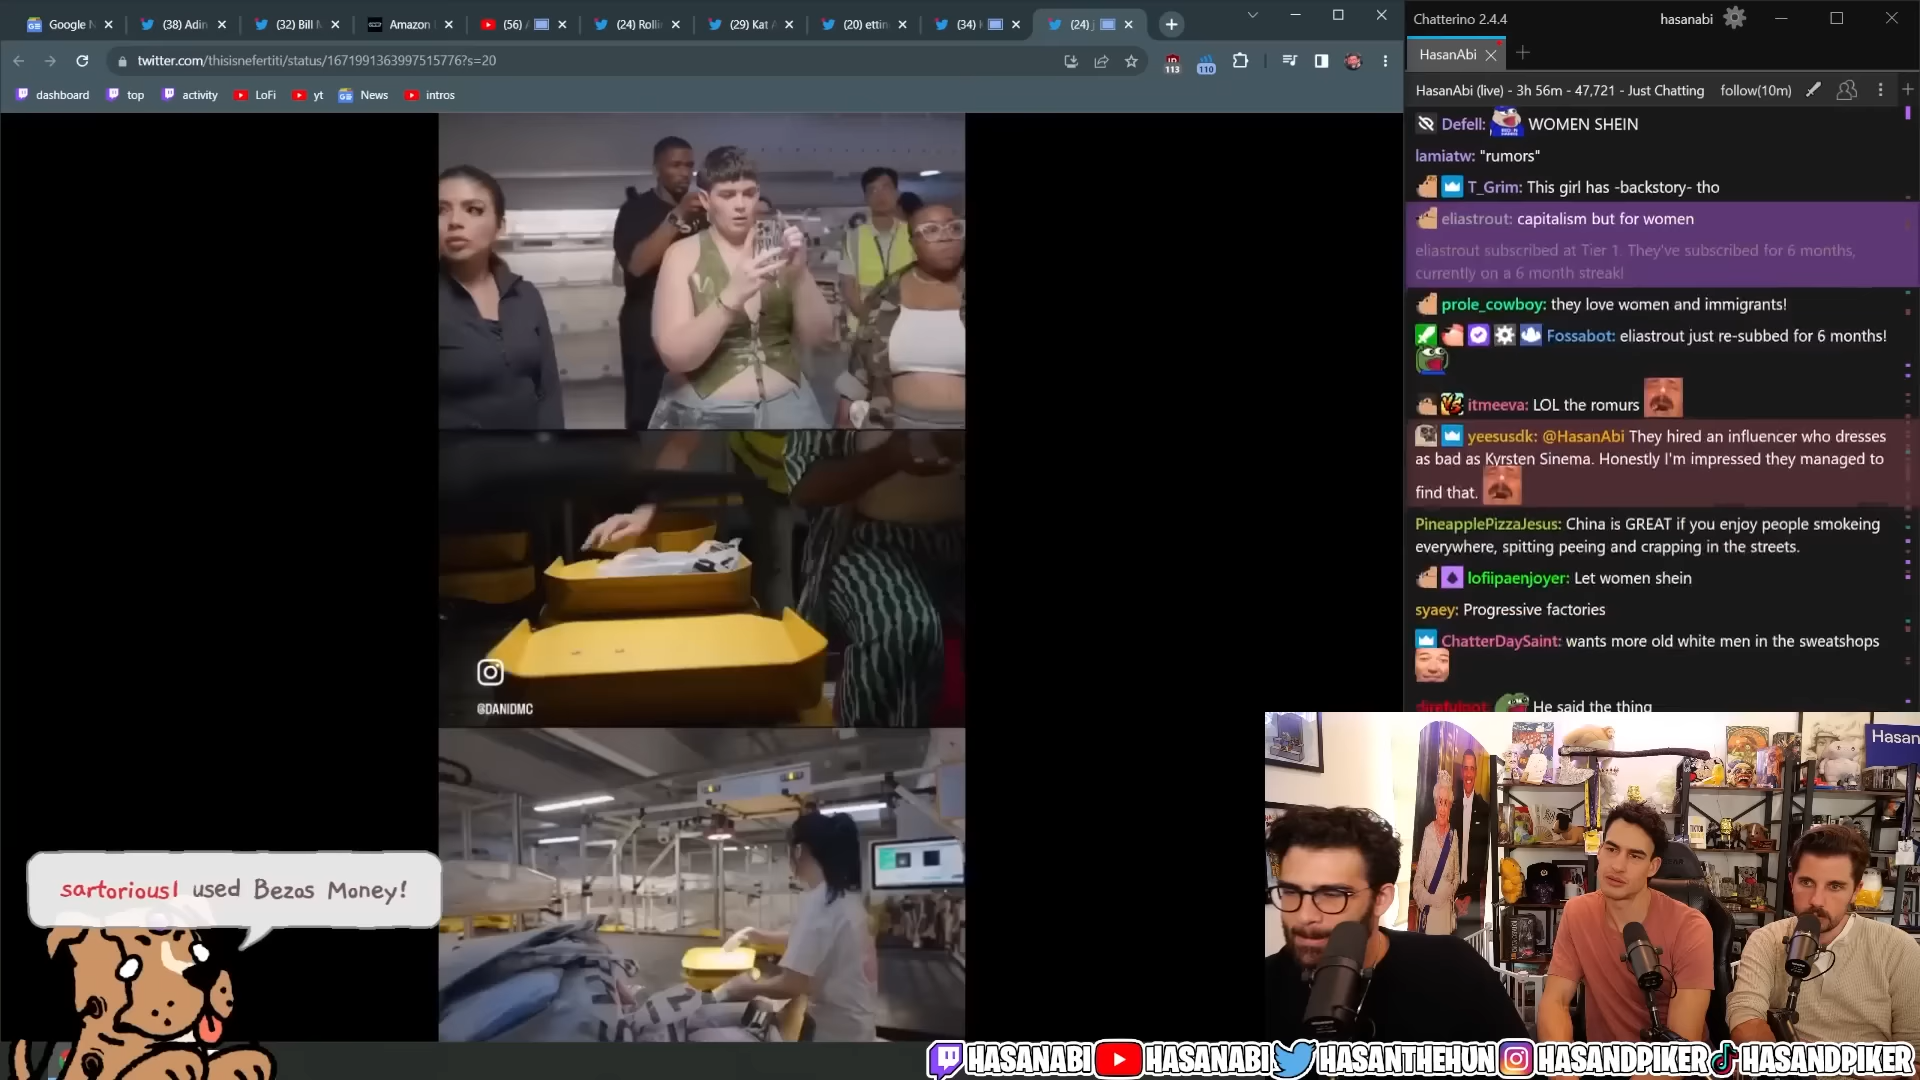 Google N
(38) Adin
(32) Bill M
Amazon
(56)
(24) Rolli
(29) Kat A
(20) ettin
(34)
(24)
twitter.com/thisisnefertiti/status/1671991363997515776?s=20
113
110
dashboard
top
activity
LoFi
yt
News
intros
@DANIDMC
sartorious1 used Bezos Money!
Chatterino 2.4.4
hasanabi
HasanAbi
HasanAbi (live) - 3h 56m - 47,721 - Just Chatting
follow(10m)
Defell: WOMEN SHEIN
lamiatw: "rumors"
T_Grim: This girl has -backstory- tho
eliastrout: capitalism but for women
eliastrout subscribed at Tier 1. They've subscribed for 6 months,
currently on a 6 month streak!
prole_cowboy: they love women and immigrants!
Fossabot: eliastrout just re-subbed for 6 months!
itmeeva: LOL the romurs
yeesusdk: @HasanAbi They hired an influencer who dresses
as bad as Kyrsten Sinema. Honestly I'm impressed they managed to
find that.
PineapplePizzaJesus: China is GREAT if you enjoy people smokeing
everywhere, spitting peeing and crapping in the streets.
lofiipaenjoyer: Let women shein
syaey: Progressive factories
ChatterDaySaint: wants more old white men in the sweatshops
He said the thing
Hasan
HASANABI
HASANABI
HASANTHEHUN
HASANDPIKER
HASANDPIKER